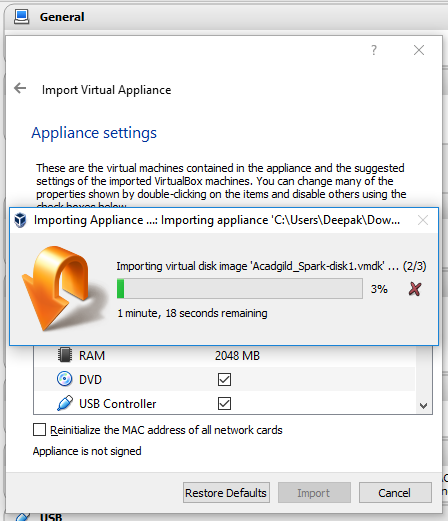 General
?
Import Virtual Appliance
Appliance settings
These are the virtual machines contained in the appliance and the suggested
settings of the imported VirtualBox machines. You can change many of the
properties shown by double-clicking on the items and disable others using the
check boxes below.
Importing Appliance ...: Importing appliance 'C:\Users\Deepak\Dow...
Importing virtual disk image 'Acadgild_Spark-disk1.vmdk' ... (2/3)
3%
1 minute, 18 seconds remaining
RAM 2048 MB
DVD
USB Controller
Reinitialize the MAC address of all network cards
Appliance is not signed
Restore Defaults Import Cancel
USB